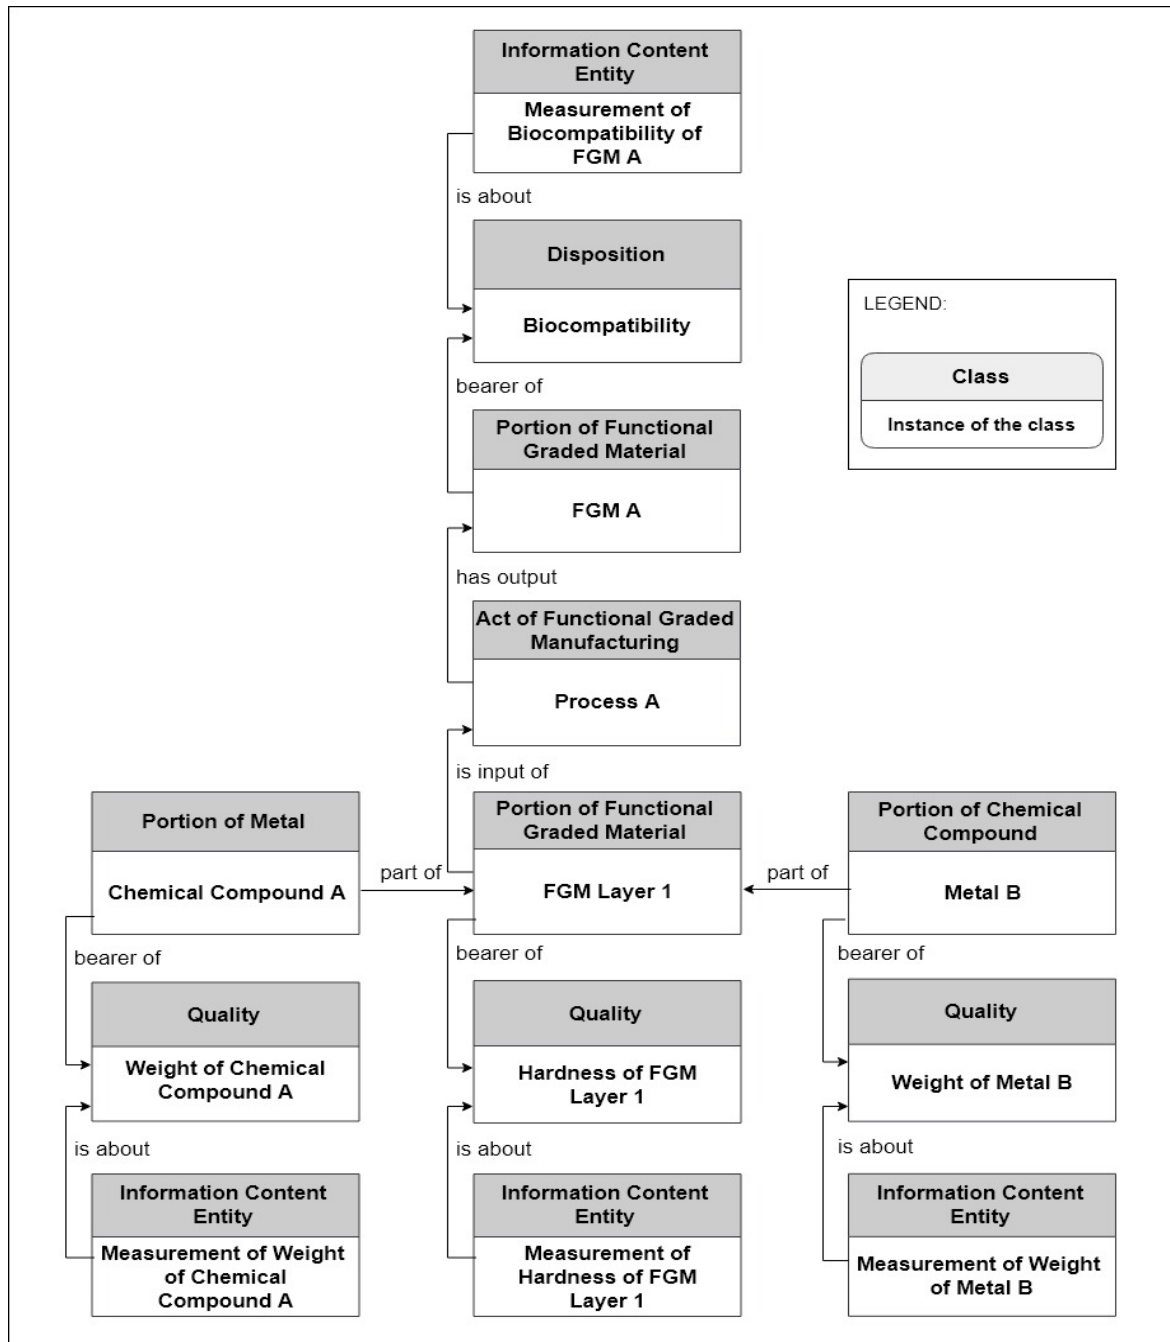 Information Content
Entity
Measurement of
Biocompatibility of
FGM A
is about
Disposition
Biocompatibility
LEGEND:
Class
Instance of the class
bearer of
Portion of Functional
Graded Material
FGM A
has output
Act of Functional Graded
Manufacturing
Process A
is input of
Portion of Metal
Chemical Compound A
part of
Portion of Functional
Graded Material
FGM Layer 1
part of
Portion of Chemical
Compound
Metal B
bearer of
bearer of
bearer of
Quality
Weight of Chemical
Compound A
Quality
Hardness of FGM
Layer 1
Quality
Weight of Metal B
is about
is about
is about
Information Content
Entity
Measurement of Weight
of Chemical
Compound A
Information Content
Entity
Measurement of
Hardness of FGM
Layer 1
Information Content
Entity
Measurement of Weight
of Metal B